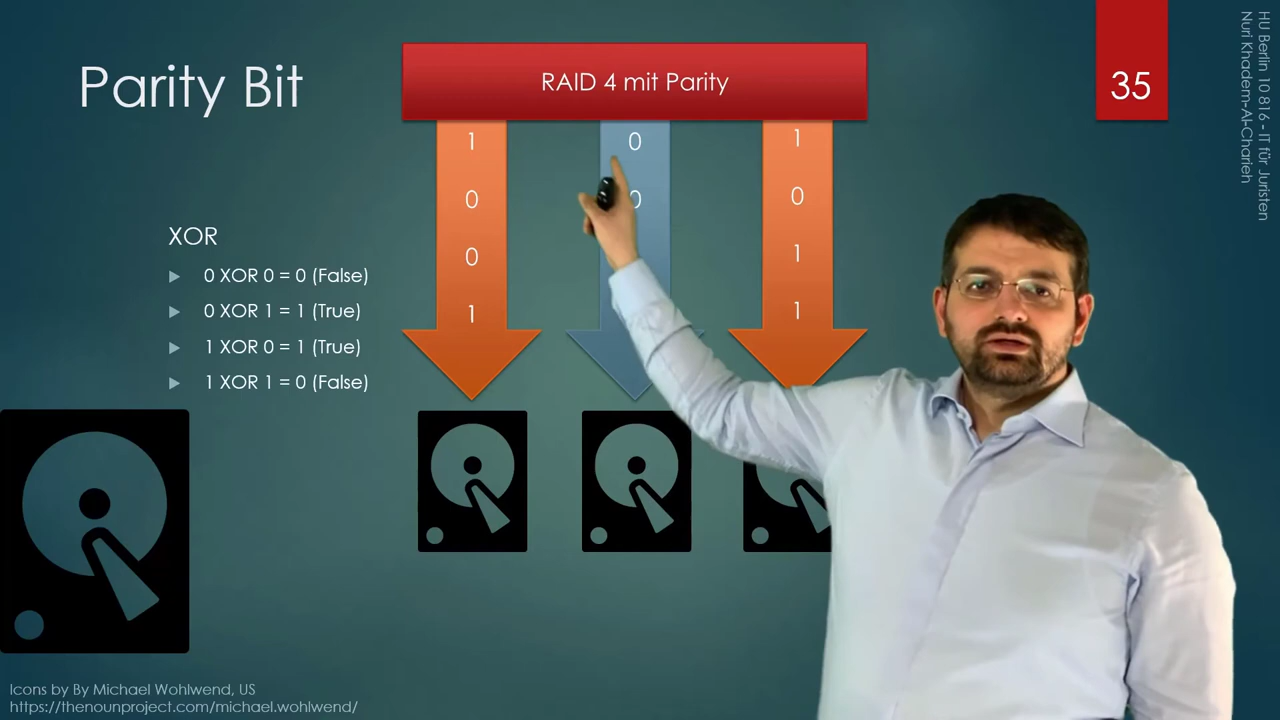 Parity Bit
RAID 4 mit Parity
35
HU Berlin 10 816 - IT für Juristen
Nuri Khadem-Al-Charieh
1 0 1
0 0 0
0 1
1 1
XOR
0 XOR 0 = 0 (False)
0 XOR 1 = 1 (True)
1 XOR 0 = 1 (True)
1 XOR 1 = 0 (False)
Icons by By Michael Wohlwend, US
https://thenounproject.com/michael.wohlwend/